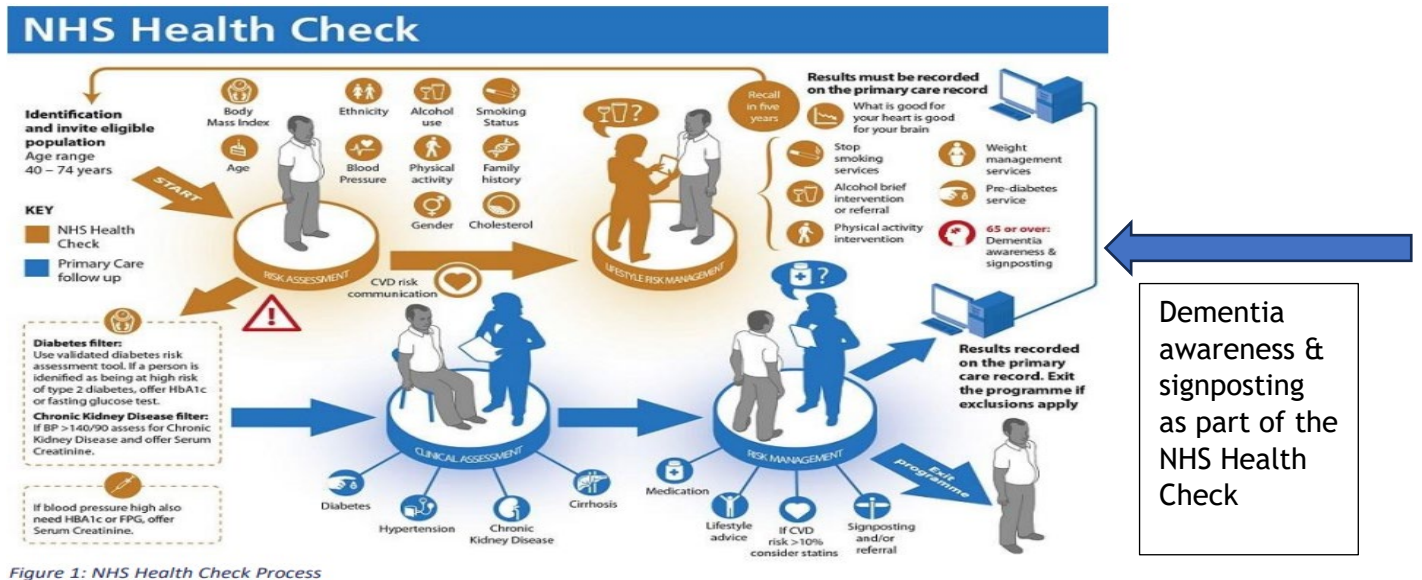 NHS Health Check
Identification
and invite eligible
population
Age range
40 – 74 years
START
KEY
NHS Health
Check
Primary Care
follow up
Body
Mass Index
Ethnicity
Alcohol
use
Smoking
Status
Age
Blood
Pressure
Physical
activity
Family
history
Gender
Cholesterol
RISK ASSESSMENT
CVD risk
communication
?
LIFESTYLE RISK MANAGEMENT
Recall
in five
years
Results must be recorded
on the primary care record
What is good for
your heart is good
for your brain
Stop
smoking
services
Alcohol brief
intervention
or referral
Physical activity
intervention
Weight
management
services
Pre-diabetes
service
65 or over:
Dementia
awareness &
signposting
Diabetes filter:
Use validated diabetes risk
assessment tool. If a person is
idenified as being at high risk
of type 2 diabetes, offer HbA1c
or fasting glucose test.
Chronic Kidney Disease filter:
If BP >140/90 assess for Chronic
Kidney Disease and offer Serum
Creatinine.
If blood pressure high also
need HBA1c or FPG, offer
Serum Creatinine.
CLINICAL ASSESSMENT
Diabetes
Hypertension
Chronic
Kidney Disease
Cirrhosis
?
RISK MANAGEMENT
Medication
Lifestyle
advice
If CVD
risk >10%
consider statins
Signposting
and/or
referral
Results recorded
on the primary
care record. Exit
the programme if
exclusions apply
Exit
programme
Dementia
awareness &
signposting
as part of the
NHS Health
Check
Figure 1: NHS Health Check Process